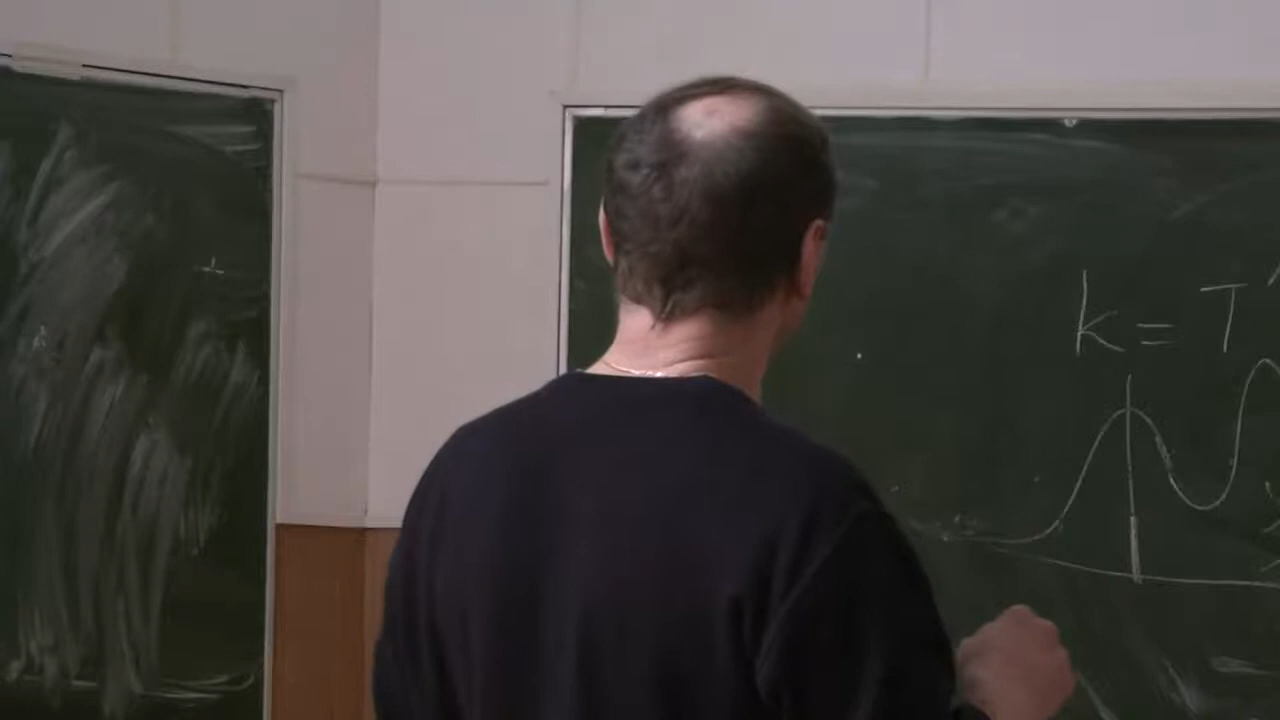 k = T